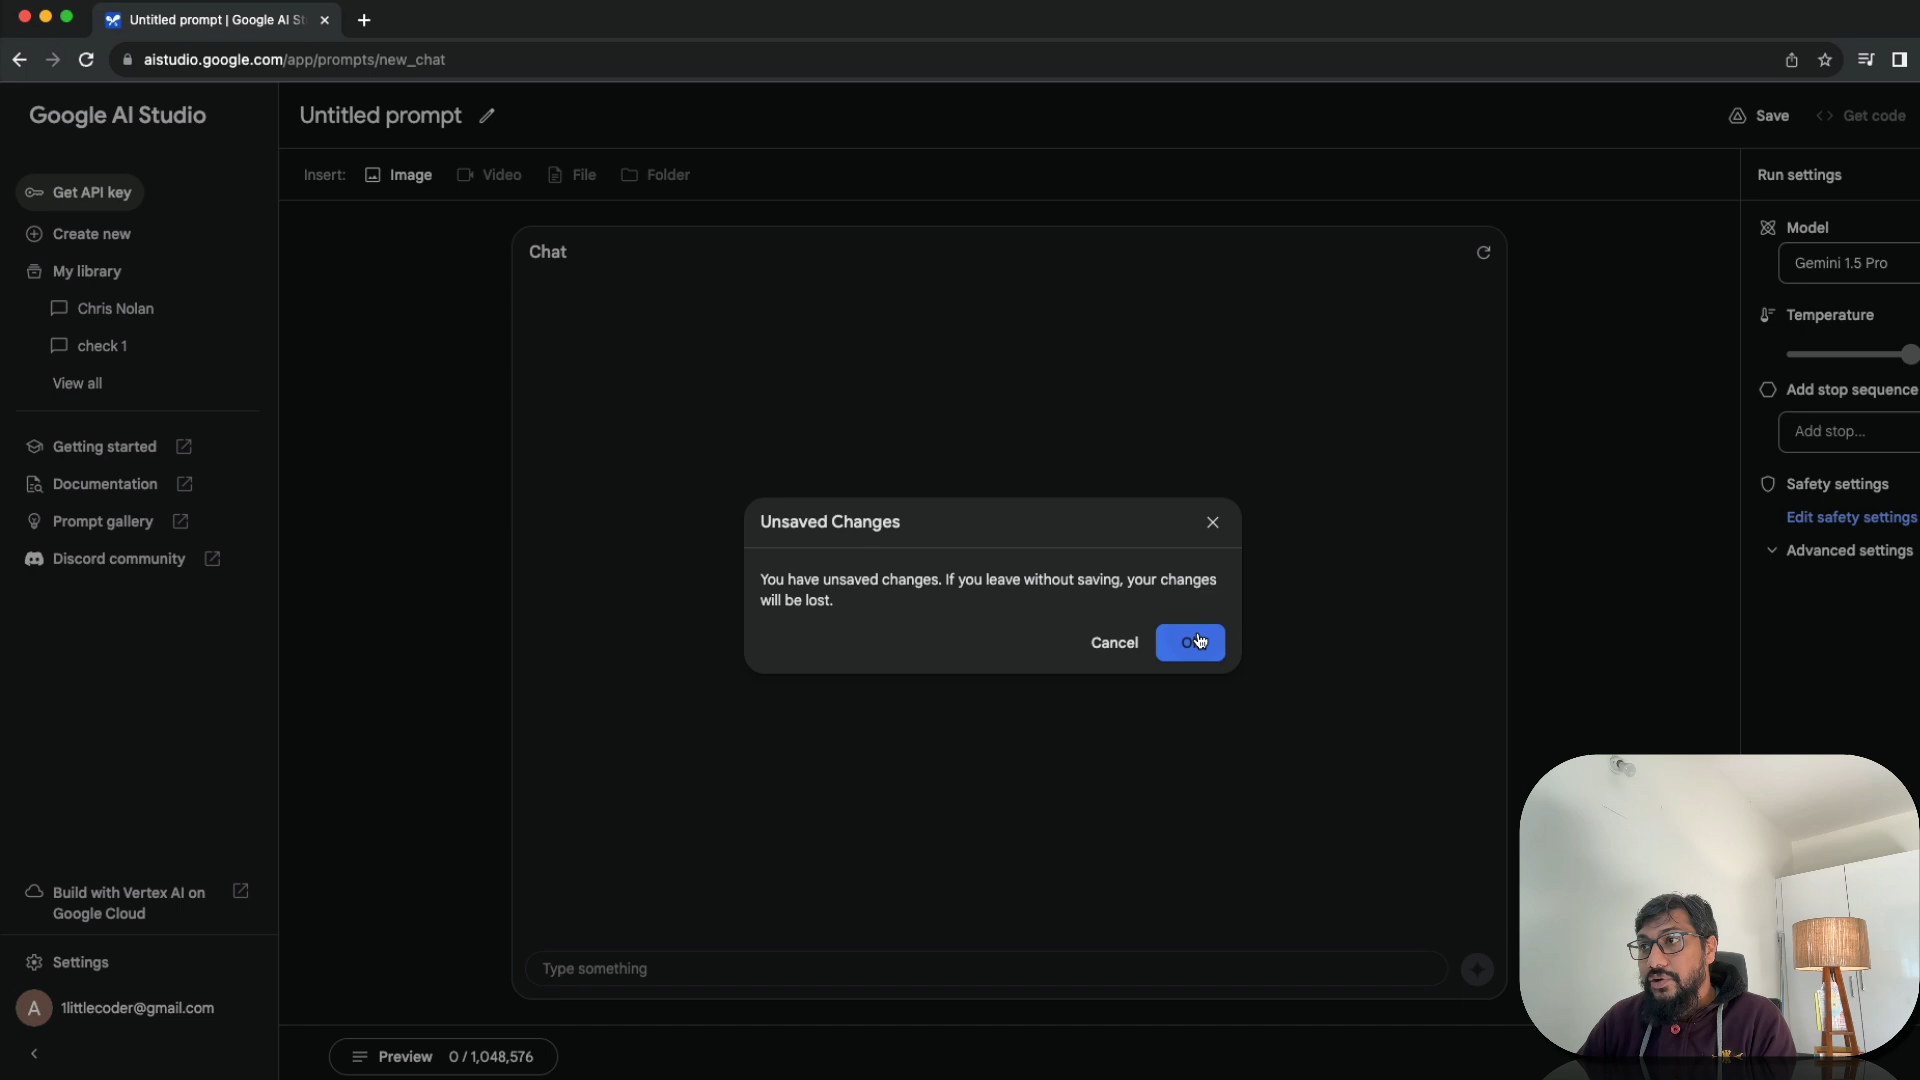 Untitled prompt | Google AI St
aistudio.google.com/app/prompts/new_chat
Google AI Studio
Untitled prompt
Save
Get code
Insert:
Image
Video
File
Folder
Run settings
Get API key
Create new
My library
Chris Nolan
check 1
View all
Getting started
Documentation
Prompt gallery
Discord community
Chat
Model
Gemini 1.5 Pro
Temperature
Add stop sequence
Add stop...
Safety settings
Edit safety settings
Advanced settings
Unsaved Changes
You have unsaved changes. If you leave without saving, your changes
will be lost.
Cancel
Build with Vertex AI on
Google Cloud
Type something
Settings
A
1littlecoder@gmail.com
Preview
0 / 1,048,576